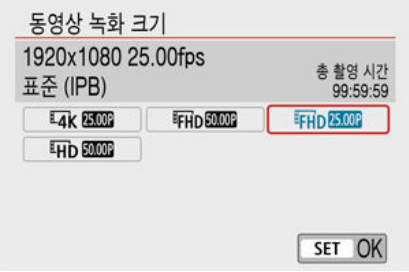 동영상 녹화 크기
1920x1080 25.00fps
표준 (IPB)
총 촬영 시간
99:59:59
4K 25.00P
FHD 50.00P
FHD 25.00P
HD 50.00P
SET OK